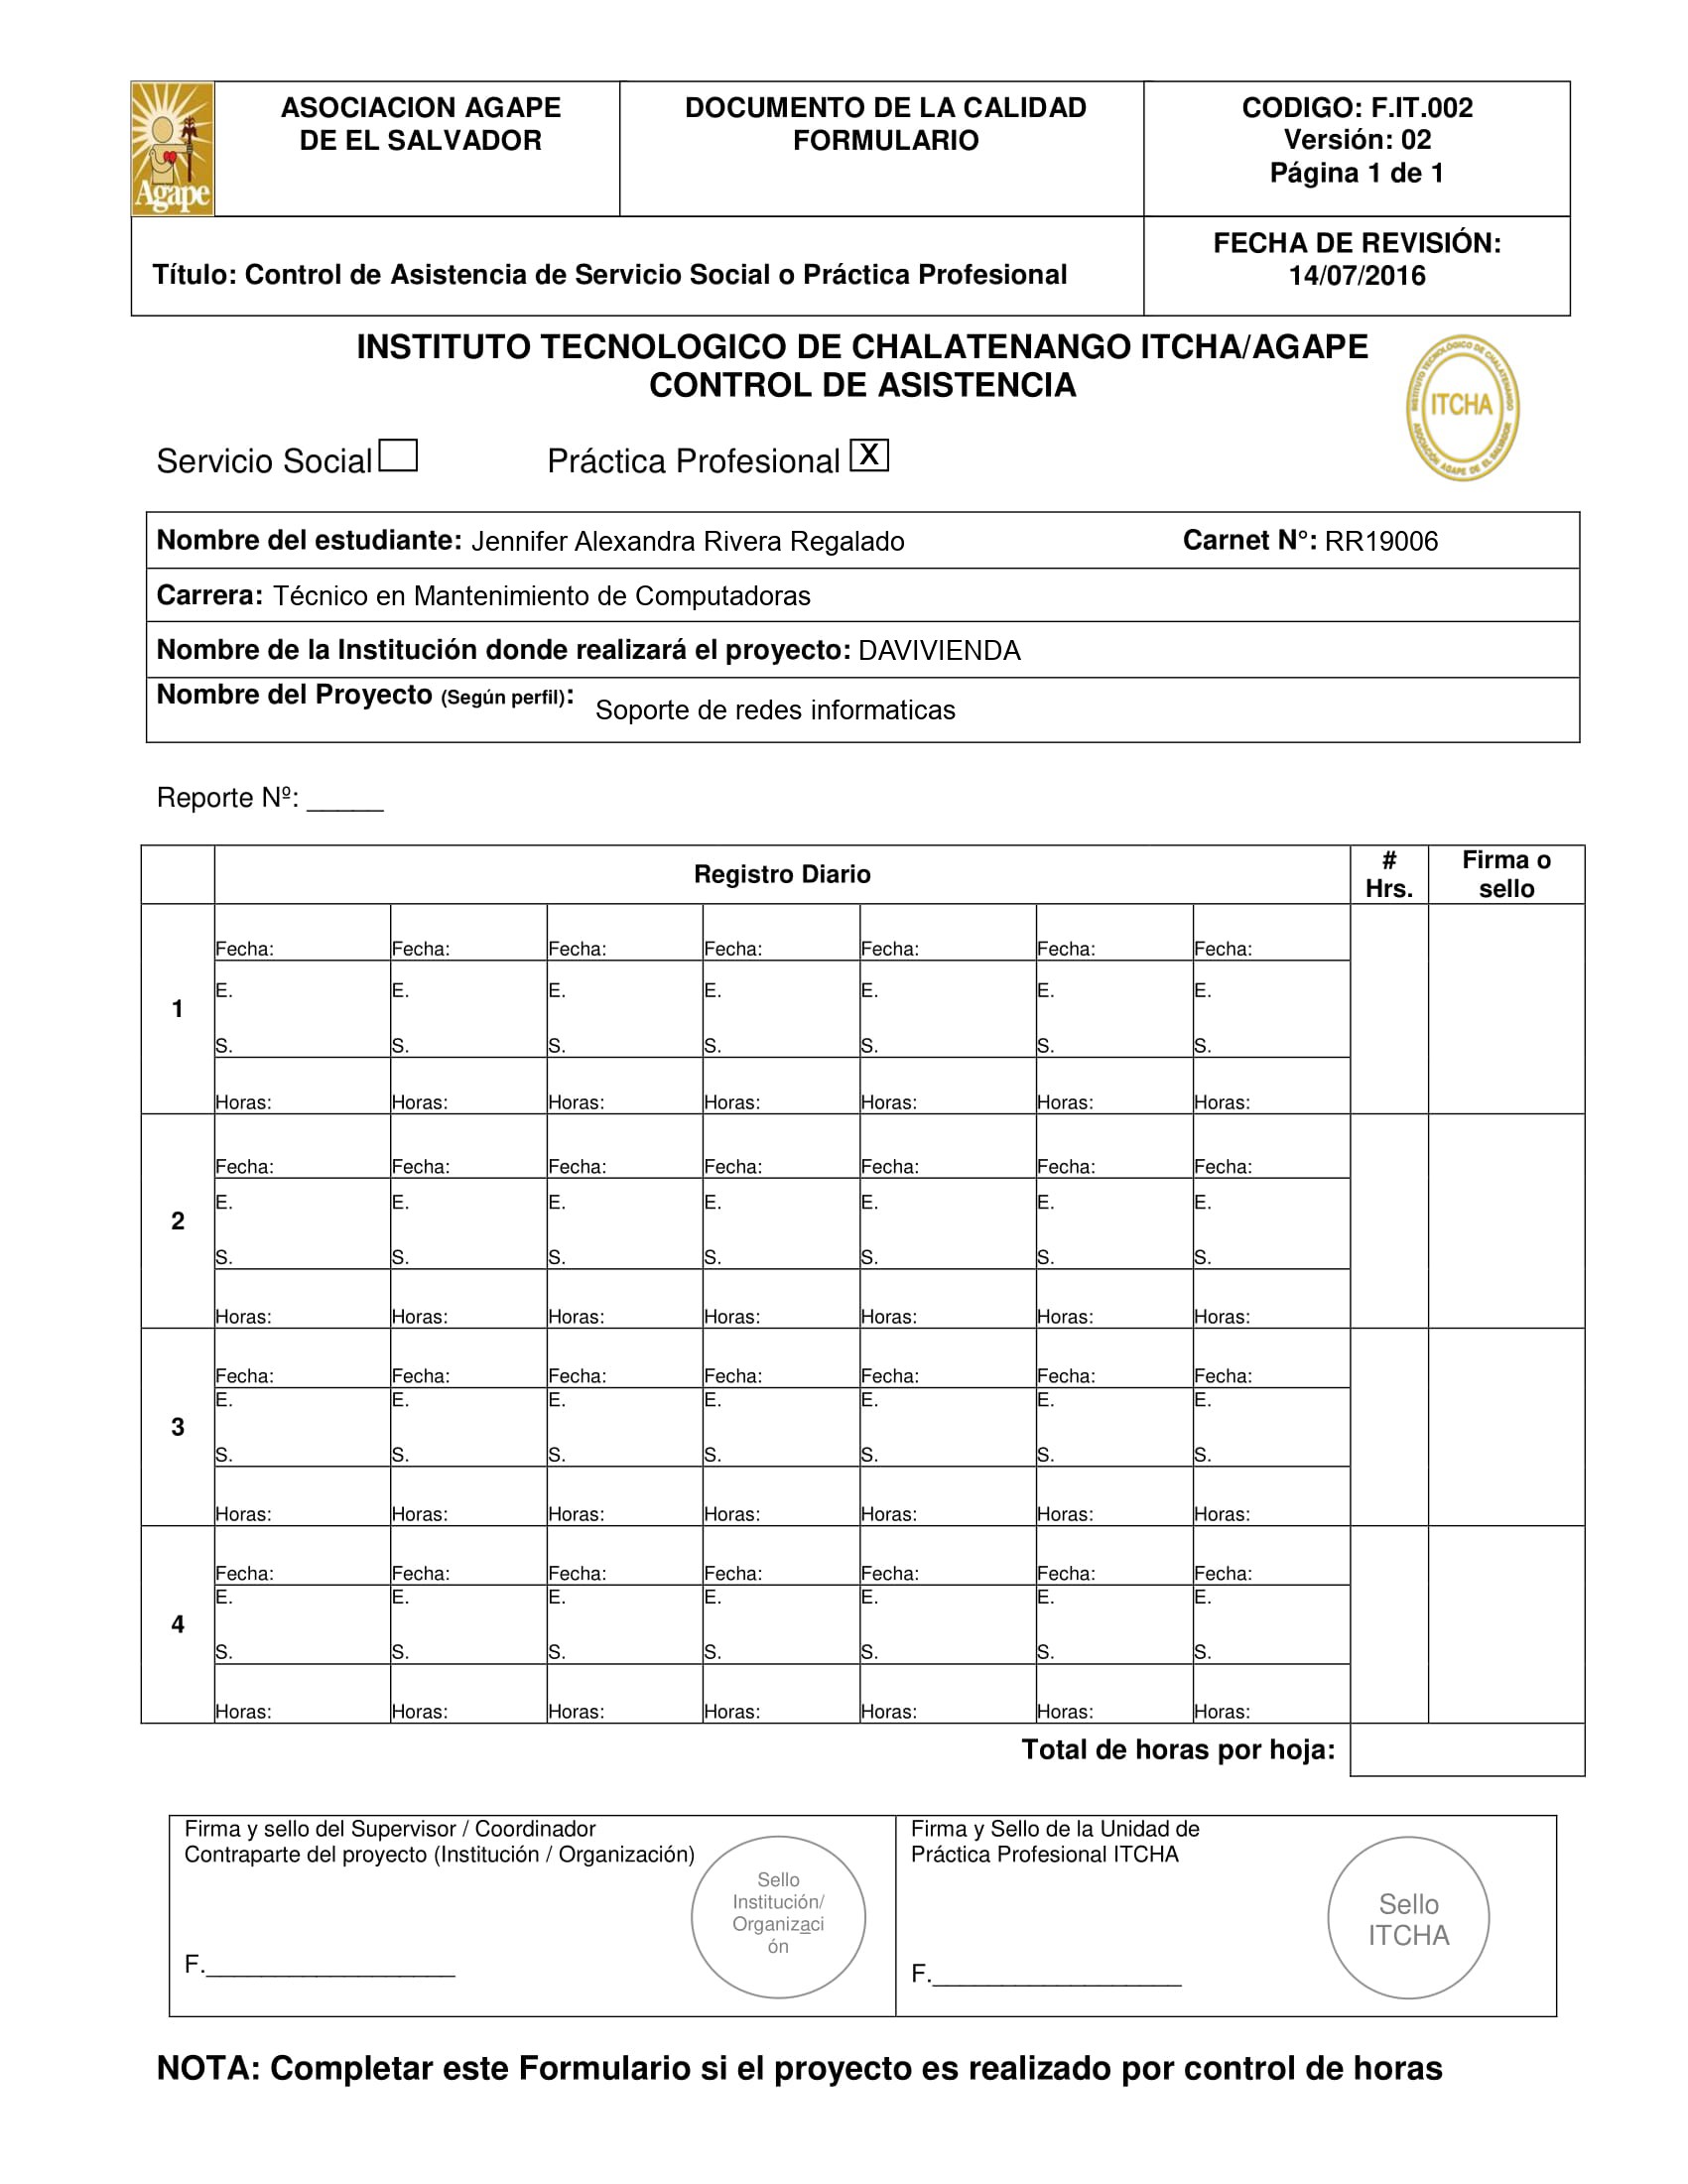 Agape
ASOCIACION AGAPE
DE EL SALVADOR
DOCUMENTO DE LA CALIDAD
FORMULARIO
CODIGO: F.IT.002
Versión: 02
Página 1 de 1
Título: Control de Asistencia de Servicio Social o Práctica Profesional
FECHA DE REVISIÓN:
14/07/2016
INSTITUTO TECNOLOGICO DE CHALATENANGO ITCHA/AGAPE
CONTROL DE ASISTENCIA
INSTITUTO TECNOLÓGICO DE CHALATENANGO
ITCHA
ASOCIACIÓN AGAPE DE EL SALVADOR
Servicio Social Práctica Profesional X
Nombre del estudiante: Jennifer Alexandra Rivera Regalado Carnet N°: RR19006
Carrera: Técnico en Mantenimiento de Computadoras
Nombre de la Institución donde realizará el proyecto: DAVIVIENDA
Nombre del Proyecto (Según perfil): Soporte de redes informaticas
Reporte Nº: _____
Registro Diario # Hrs. Firma o sello
1
Fecha: Fecha: Fecha: Fecha: Fecha: Fecha: Fecha:
E. E. E. E. E. E. E.
S. S. S. S. S. S. S.
Horas: Horas: Horas: Horas: Horas: Horas: Horas:
2
Fecha: Fecha: Fecha: Fecha: Fecha: Fecha: Fecha:
E. E. E. E. E. E. E.
S. S. S. S. S. S. S.
Horas: Horas: Horas: Horas: Horas: Horas: Horas:
3
Fecha: Fecha: Fecha: Fecha: Fecha: Fecha: Fecha:
E. E. E. E. E. E. E.
S. S. S. S. S. S. S.
Horas: Horas: Horas: Horas: Horas: Horas: Horas:
4
Fecha: Fecha: Fecha: Fecha: Fecha: Fecha: Fecha:
E. E. E. E. E. E. E.
S. S. S. S. S. S. S.
Horas: Horas: Horas: Horas: Horas: Horas: Horas:
Total de horas por hoja:
Firma y sello del Supervisor / Coordinador
Contraparte del proyecto (Institución / Organización)
Sello
Institución/
Organizaci
ón
F.____________________
Firma y Sello de la Unidad de
Práctica Profesional ITCHA
Sello
ITCHA
F.____________________
NOTA: Completar este Formulario si el proyecto es realizado por control de horas